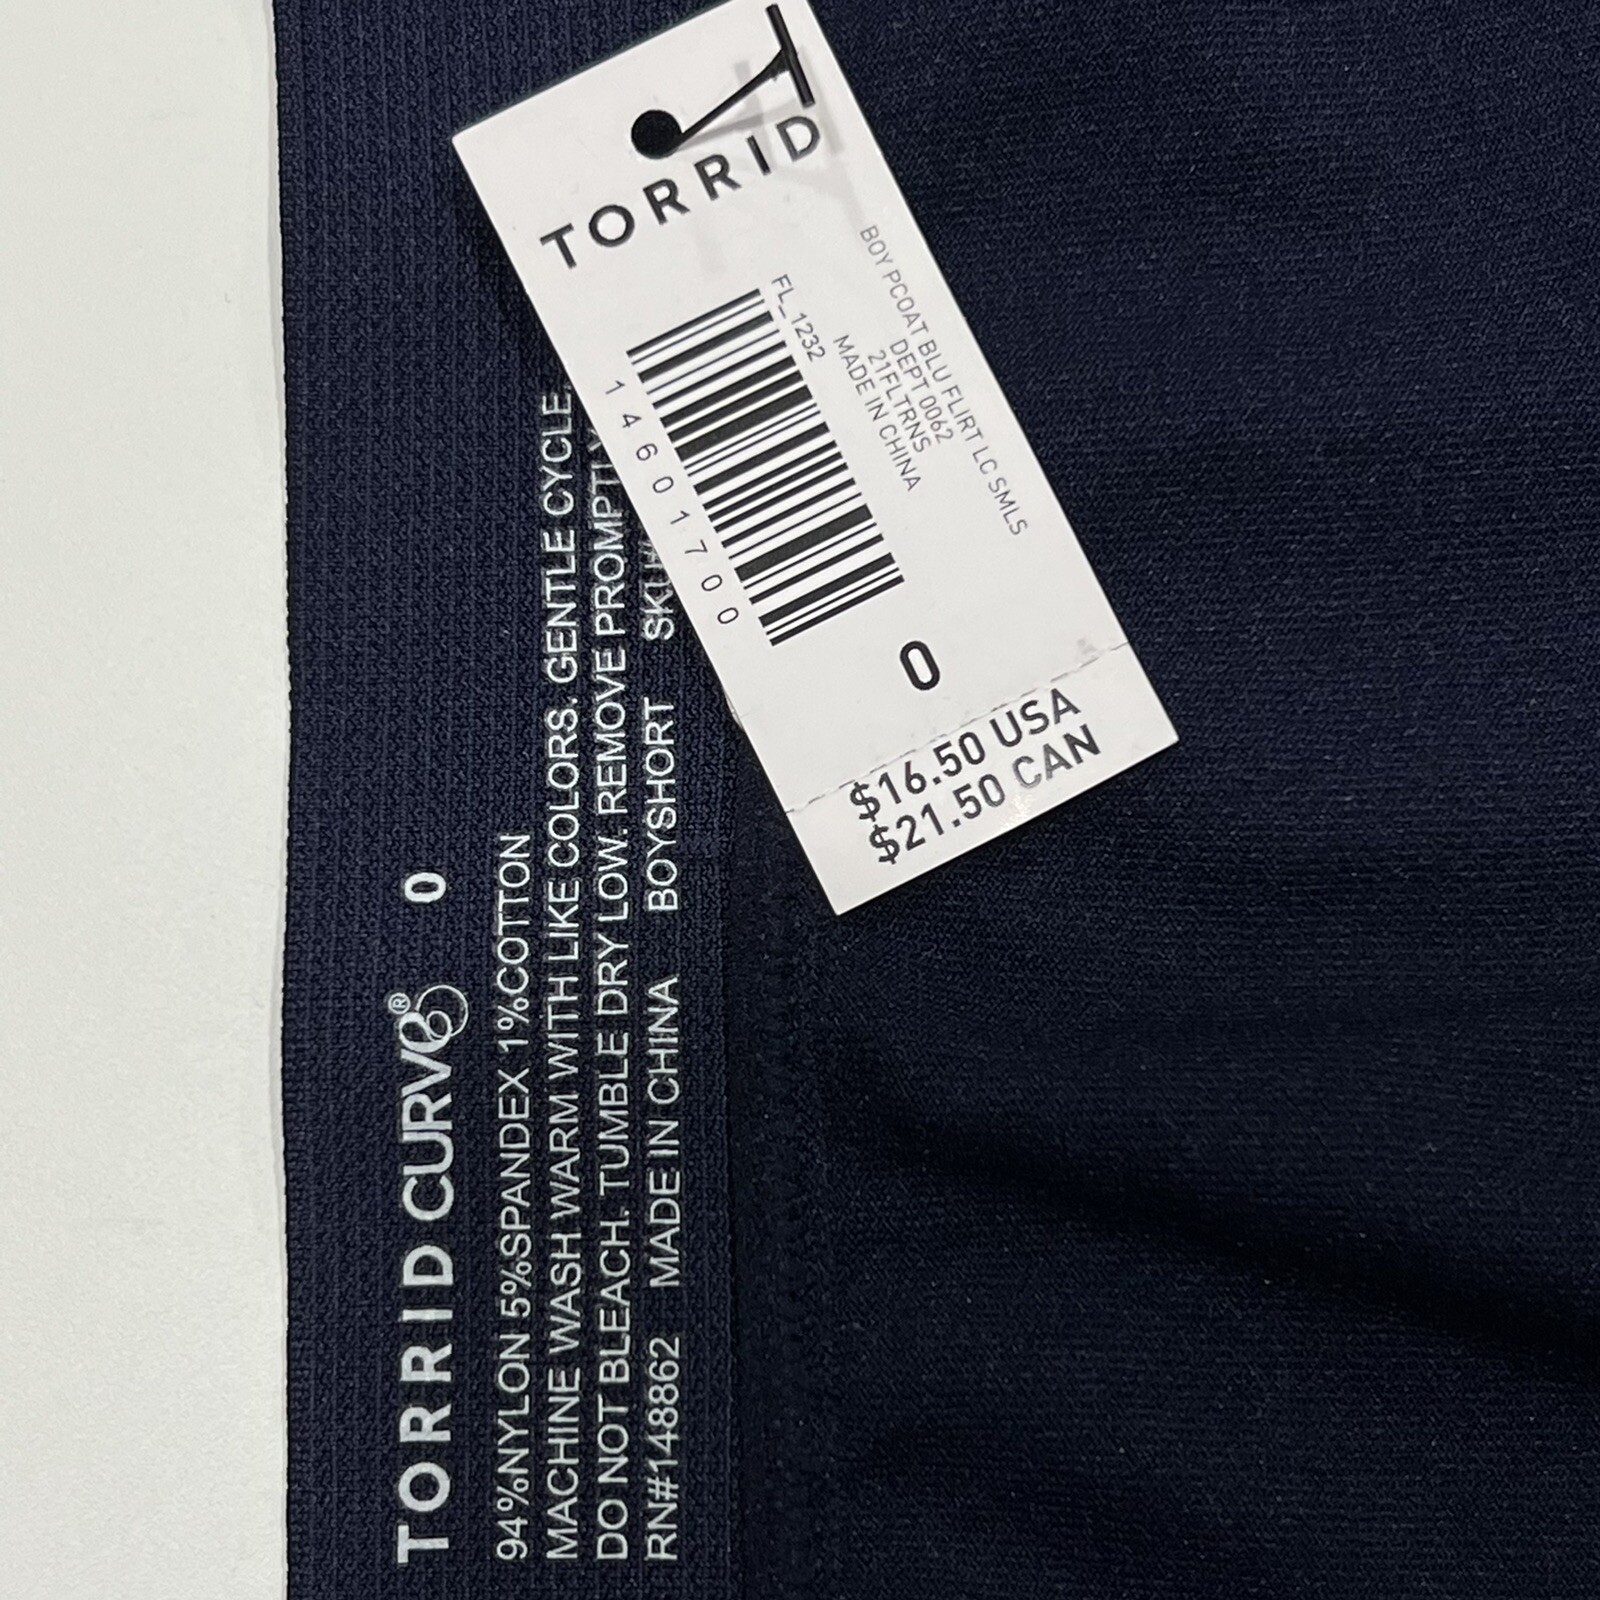 TORRID
BOY PCOAT BLU FLIRT LC SMLS
DEPT 0062
21FLTRNS
MADE IN CHINA
FL_1232
14601700
0
$16.50 USA
$21.50 CAN
TORRID CURVE® 0
94%NYLON 5%SPANDEX 1%COTTON
MACHINE WASH WARM WITH LIKE COLORS. GENTLE CYCLE.
DO NOT BLEACH. TUMBLE DRY LOW. REMOVE PROMPTLY
RN#148862 MADE IN CHINA BOYSHORT SKU#